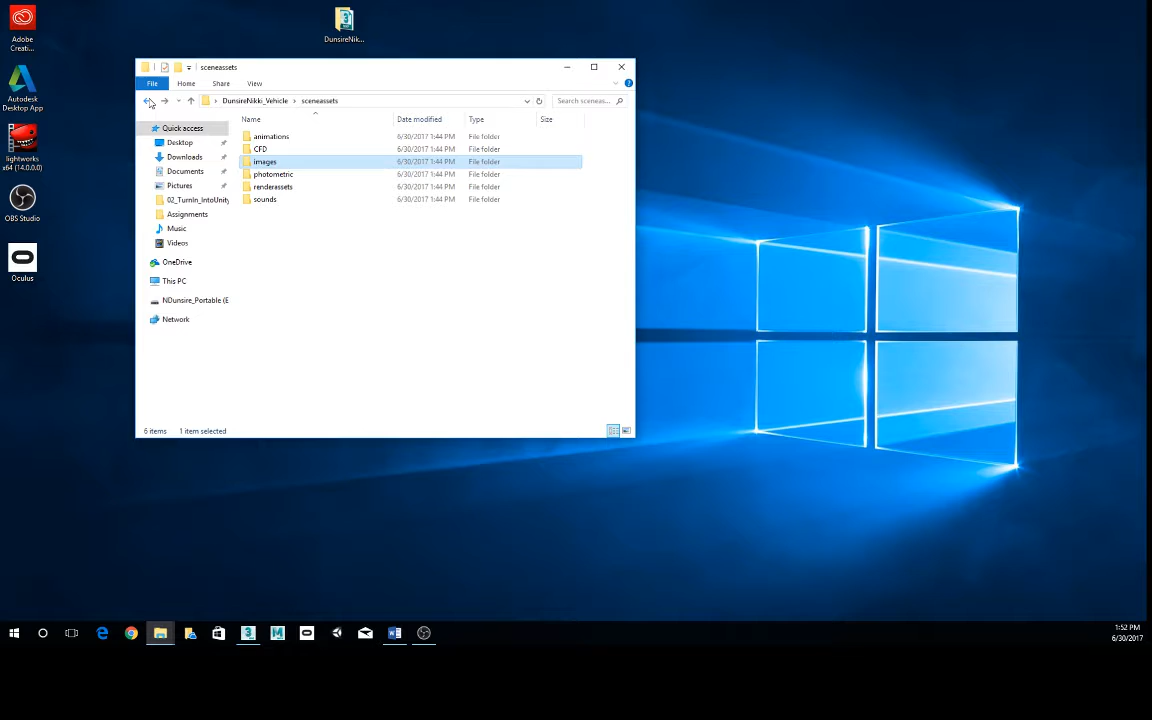 Adobe
Creati...
Autodesk
Desktop App
lightworks
x64 (14.0.0.0)
OBS Studio
Oculus
DunsireNik...
sceneassets
File
Home
Share
View
DunsireNikki_Vehicle > sceneassets
Search sceneas...
Name
Date modified
Type
Size
Quick access
Desktop
Downloads
Documents
Pictures
02_TurnIn_IntoUnity
Assignments
Music
Videos
OneDrive
This PC
NDunsire_Portable (E
Network
animations 6/30/2017 1:44 PM File folder
CFD 6/30/2017 1:44 PM File folder
images 6/30/2017 1:44 PM File folder
photometric 6/30/2017 1:44 PM File folder
renderassets 6/30/2017 1:44 PM File folder
sounds 6/30/2017 1:44 PM File folder
6 items 1 item selected
1:52 PM
6/30/2017